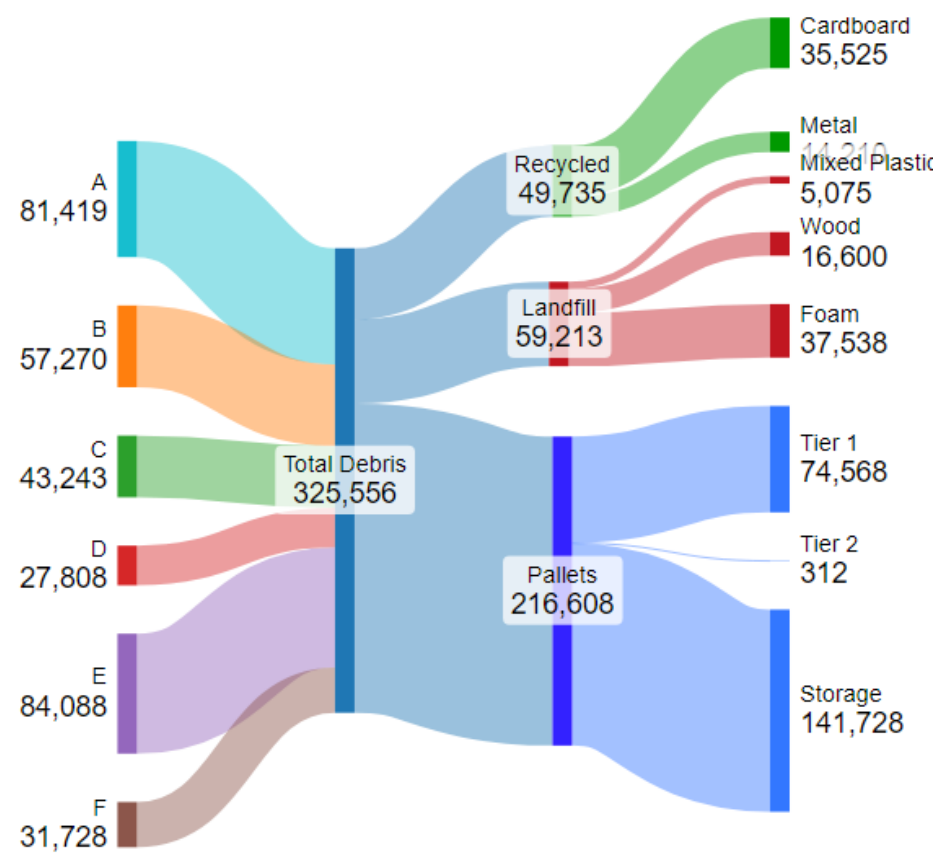 Cardboard
35,525
Metal
14,210
Mixed Plastic
5,075
Recycled
49,735
A
81,419
Wood
16,600
Landfill
59,213
Foam
37,538
B
57,270
C
43,243
Total Debris
325,556
Tier 1
74,568
D
27,808
Tier 2
312
Pallets
216,608
E
84,088
Storage
141,728
F
31,728